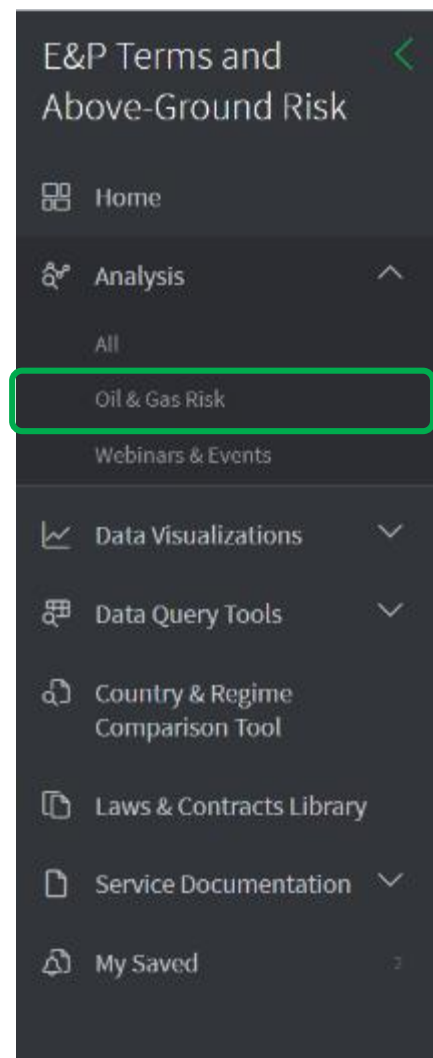 E&P Terms and
Above-Ground Risk
Home
Analysis
All
Oil & Gas Risk
Webinars & Events
Data Visualizations
Data Query Tools
Country & Regime
Comparison Tool
Laws & Contracts Library
Service Documentation
My Saved